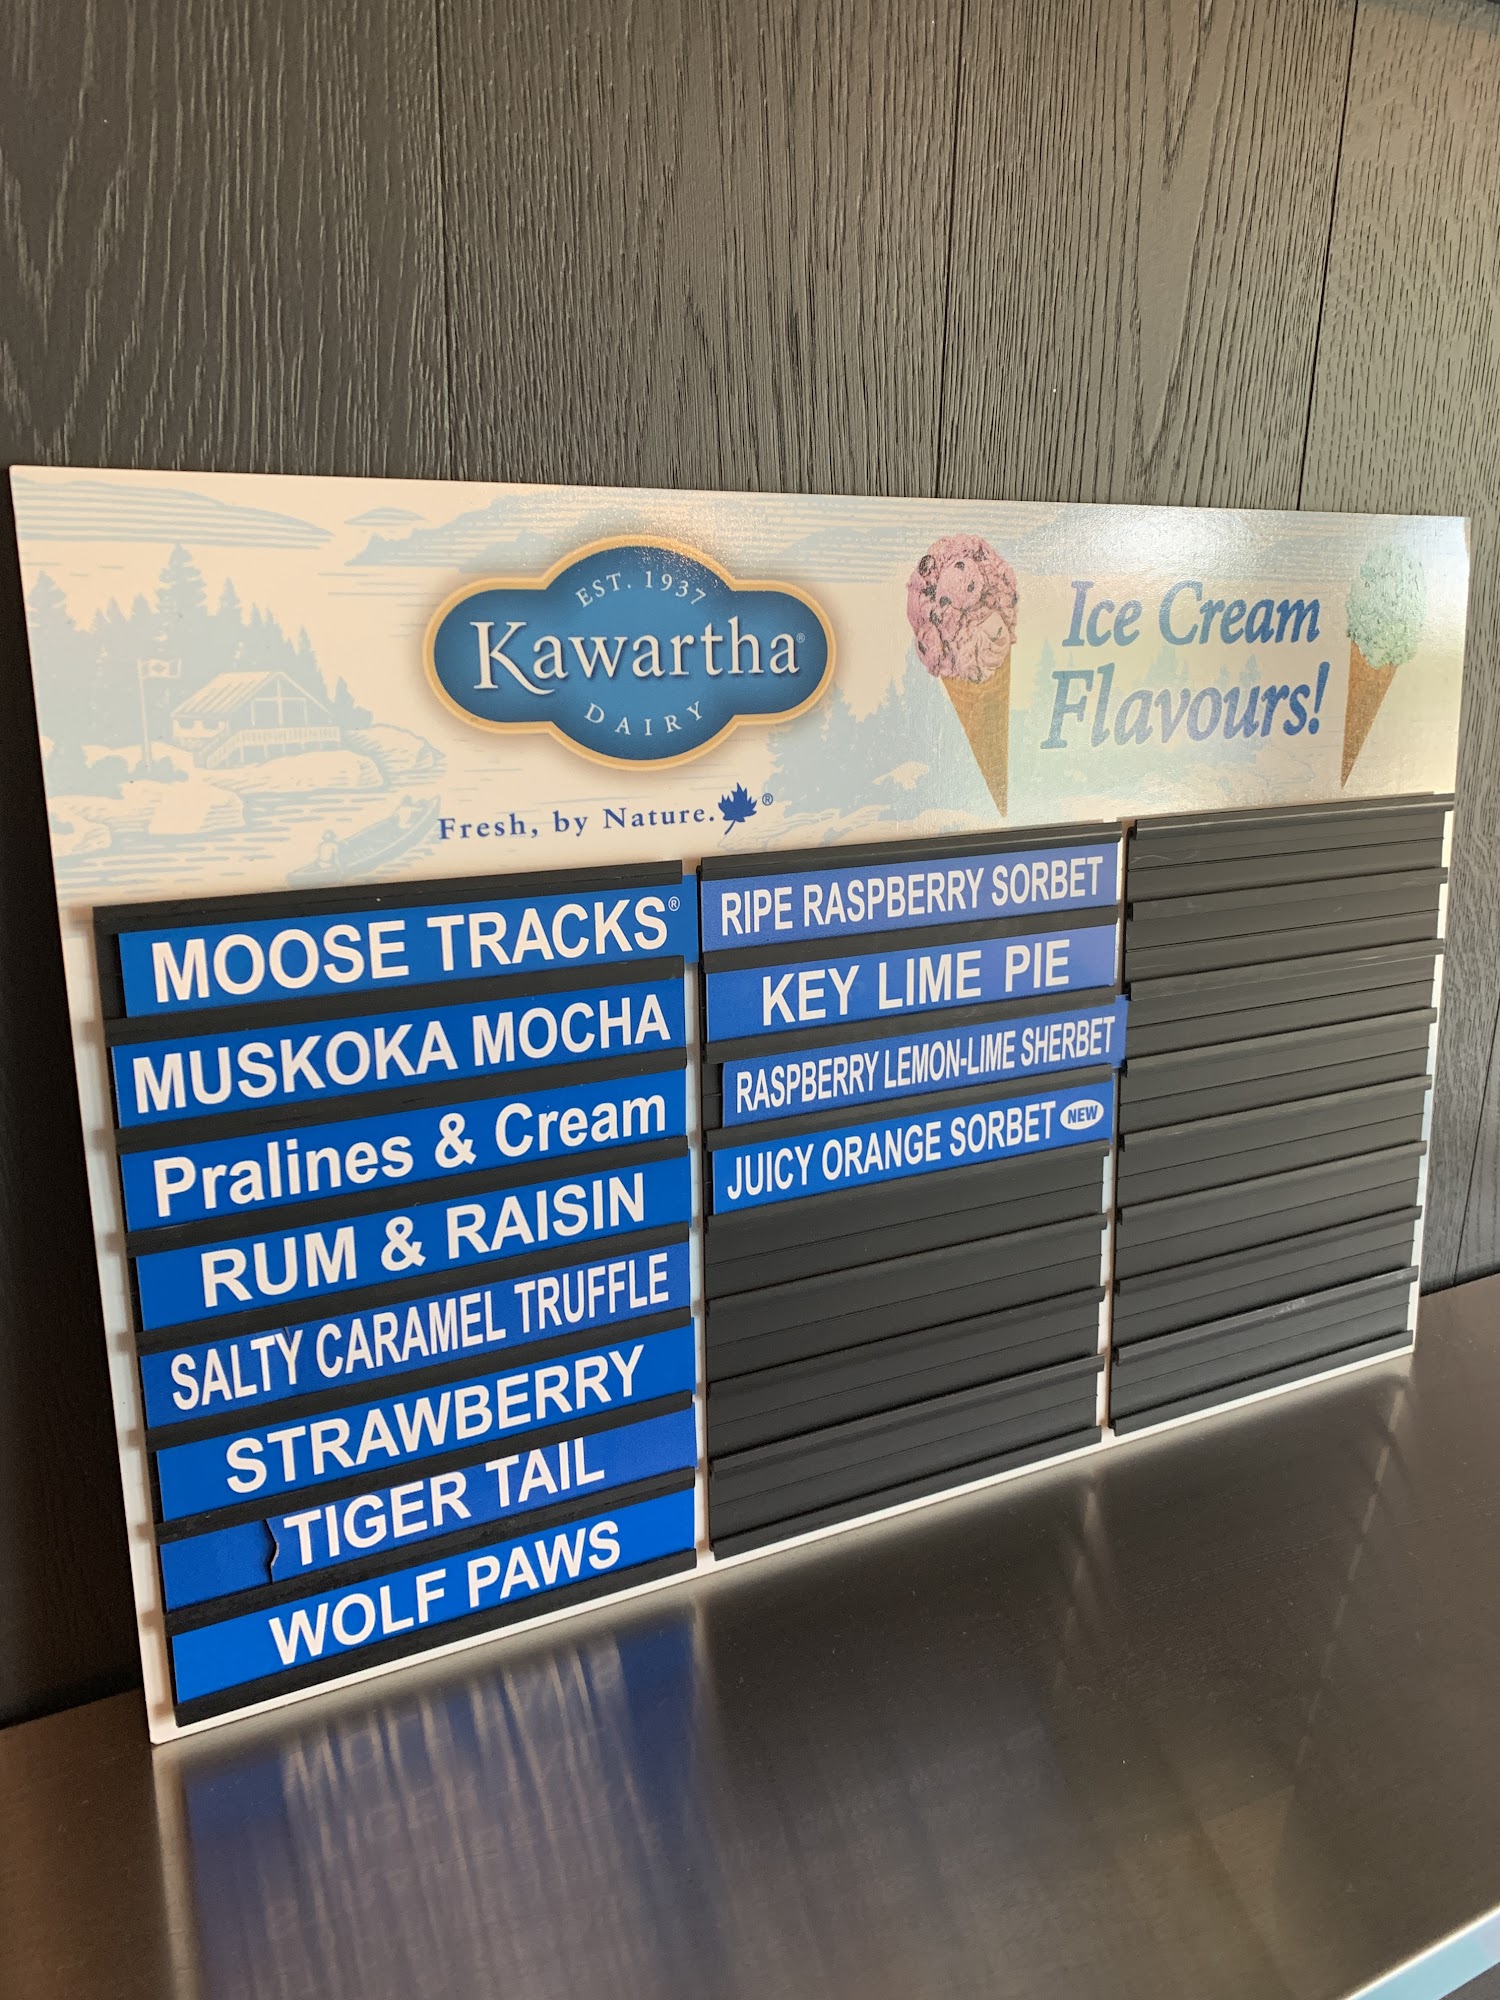 EST. 1937
Kawartha®
DAIRY
Fresh, by Nature.®
Ice Cream
Flavours!
MOOSE TRACKS®
MUSKOKA MOCHA
Pralines & Cream
RUM & RAISIN
SALTY CARAMEL TRUFFLE
STRAWBERRY
TIGER TAIL
WOLF PAWS
RIPE RASPBERRY SORBET
KEY LIME PIE
RASPBERRY LEMON-LIME SHERBET
JUICY ORANGE SORBET NEW